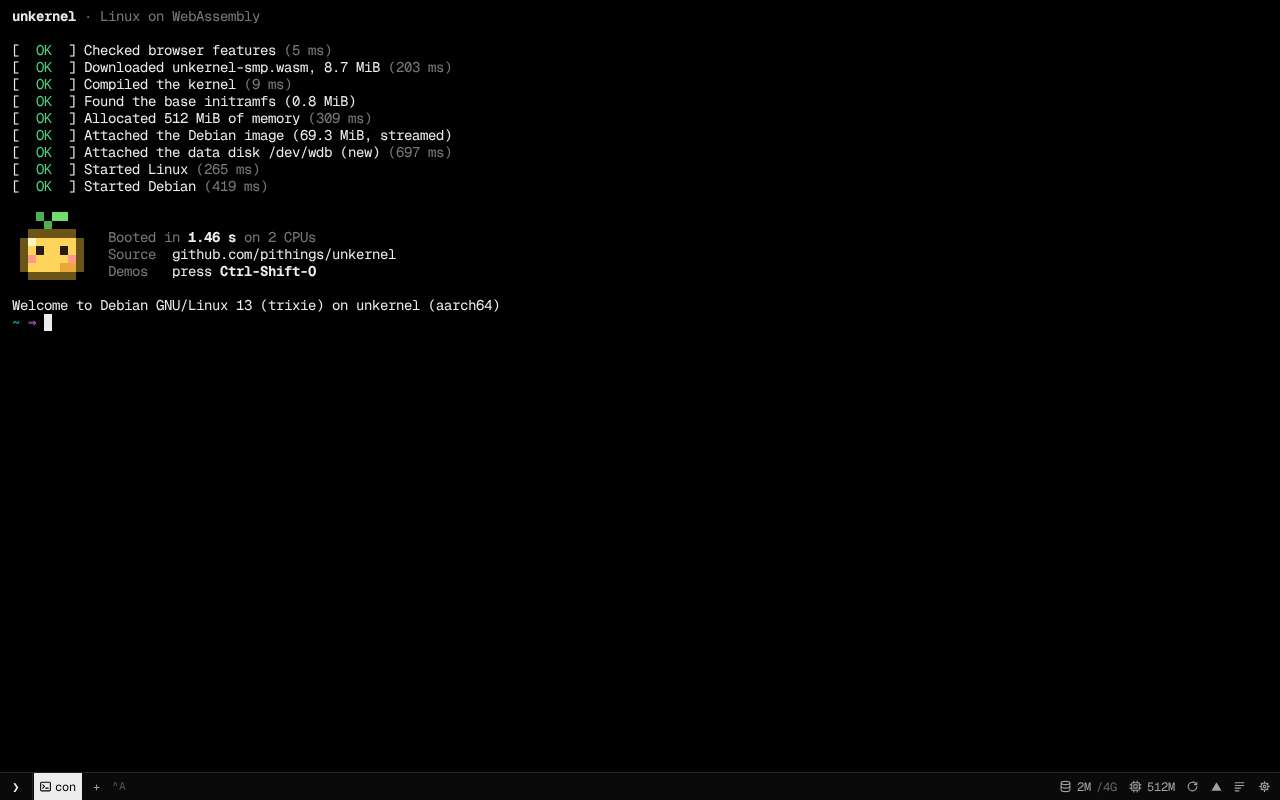 unkernel · Linux on WebAssembly
[  OK  ] Checked browser features (5 ms)
[  OK  ] Downloaded unkernel-smp.wasm, 8.7 MiB (203 ms)
[  OK  ] Compiled the kernel (9 ms)
[  OK  ] Found the base initramfs (0.8 MiB)
[  OK  ] Allocated 512 MiB of memory (309 ms)
[  OK  ] Attached the Debian image (69.3 MiB, streamed)
[  OK  ] Attached the data disk /dev/wdb (new) (697 ms)
[  OK  ] Started Linux (265 ms)
[  OK  ] Started Debian (419 ms)
Booted in 1.46 s on 2 CPUs
Source  github.com/pithings/unkernel
Demos   press Ctrl-Shift-O
Welcome to Debian GNU/Linux 13 (trixie) on unkernel (aarch64)
~ →
❯ con + ^A 2M /4G 512M